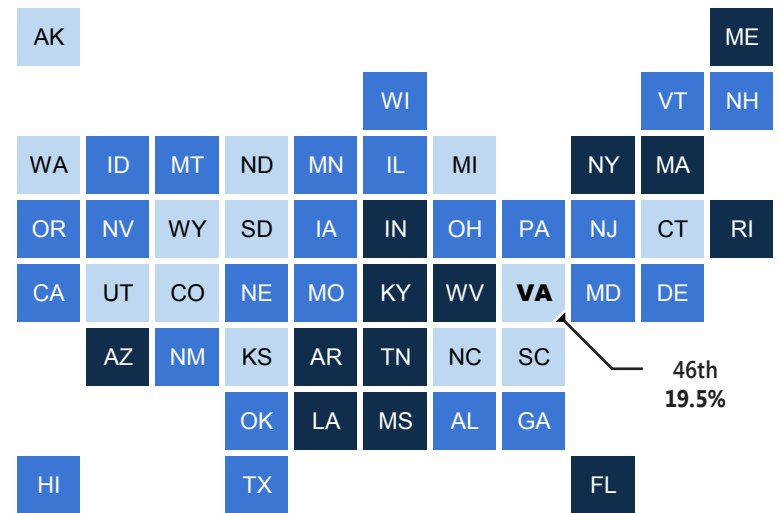 AK ME
WI VT NH
WA ID MT ND MN IL MI NY MA
OR NV WY SD IA IN OH PA NJ CT RI
CA UT CO NE MO KY WV VA MD DE
AZ NM KS AR TN NC SC
46th
19.5%
OK LA MS AL GA
HI TX FL